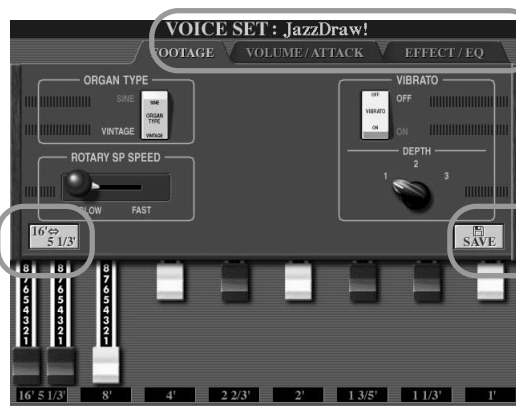 VOICE SET : JazzDraw!
FOOTAGE VOLUME / ATTACK EFFECT / EQ
ORGAN TYPE
SINE
VINTAGE
SINE
ORGAN
TYPE
VINTAGE
VIBRATO
OFF
VIBRATO
ON
OFF
ON
DEPTH
1 2 3
ROTARY SP SPEED
SLOW FAST
16'⇔
5 1/3'
SAVE
8 8 8
7 7 7
6 6 6
5 5 5
4 4 4
3 3 3
2 2 2
1 1 1
16' 5 1/3' 8' 4' 2 2/3' 2' 1 3/5' 1 1/3' 1'